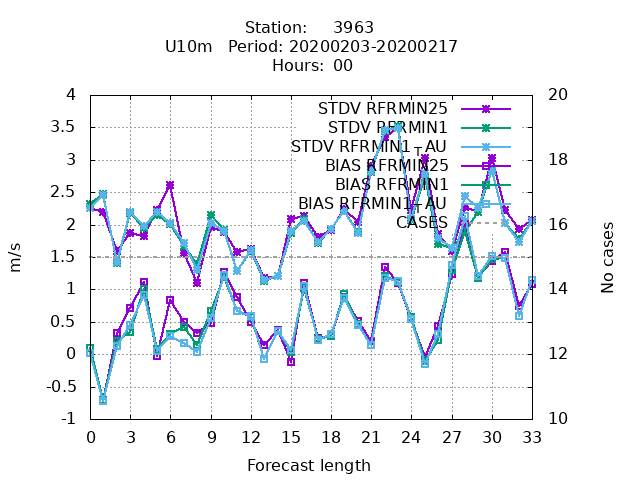 Station: 3963
U10m Period: 20200203-20200217
Hours: 00
STDV RFRMIN25
STDV RFRMIN1
STDV RFRMIN1_AU
BIAS RFRMIN25
BIAS RFRMIN1
BIAS RFRMIN1_AU
CASES
4
3.5
3
2.5
2
1.5
1
0.5
0
-0.5
-1
m/s
20
18
16
14
12
10
No cases
0 3 6 9 12 15 18 21 24 27 30 33
Forecast length